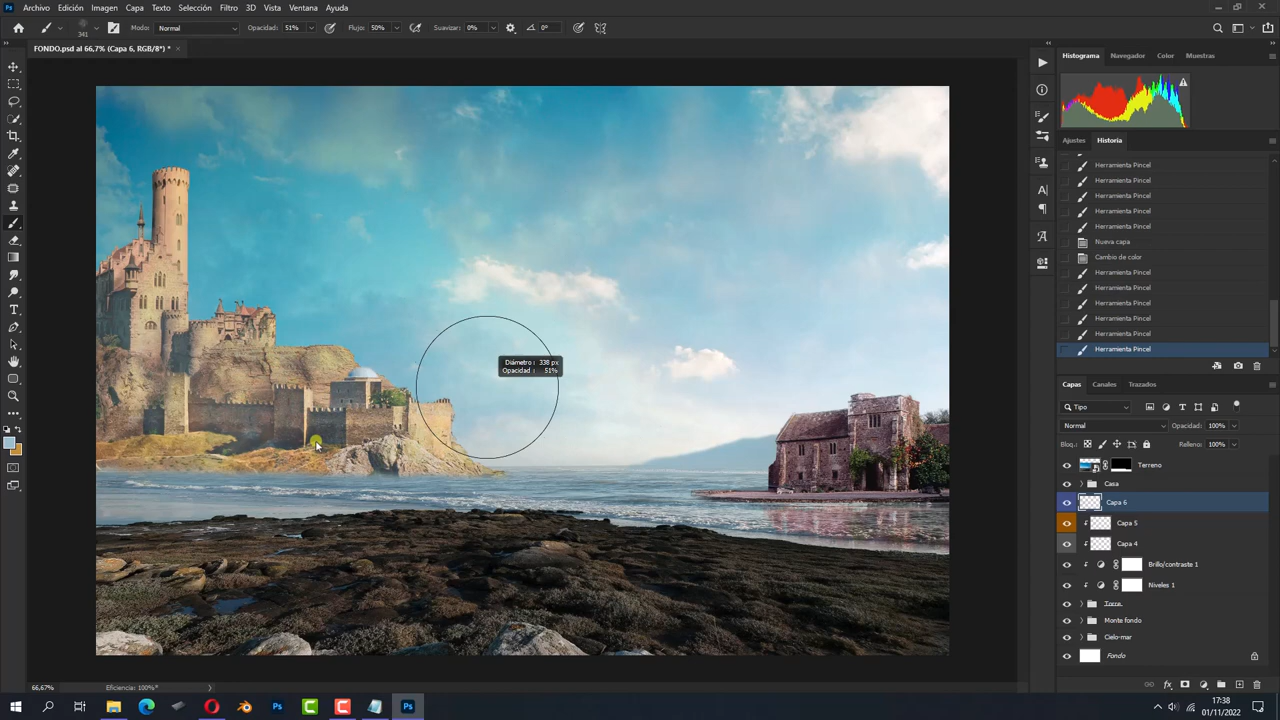 Archivo Edición Imagen Capa Texto Selección Filtro 3D Vista Ventana Ayuda
341 Modo: Normal Opacidad: 51% Flujo: 50% Suavizar: 0% 0°
FONDO.psd al 66,7% (Capa 6, RGB/8*) * ×
Histograma Navegador Color Muestras
Ajustes Historia
Herramienta Pincel
Herramienta Pincel
Herramienta Pincel
Herramienta Pincel
Herramienta Pincel
Nueva capa
Cambio de color
Herramienta Pincel
Herramienta Pincel
Herramienta Pincel
Herramienta Pincel
Herramienta Pincel
Herramienta Pincel
Diámetro : 338 px
Opacidad : 51%
Capas Canales Trazados
Tipo
Normal Opacidad: 100%
Bloq.: Relleno: 100%
Terreno
Casa
Capa 6
Capa 5
Capa 4
Brillo/contraste 1
Niveles 1
Torre
Monte fondo
Cielo-mar
Fondo
66,67% Eficiencia: 100%*
17:38
01/11/2022